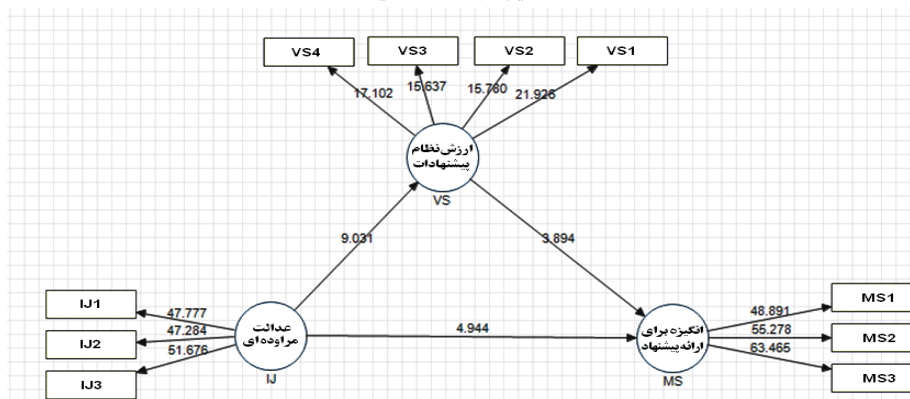 VS4
VS3
VS2
VS1
17.102
15.637
15.760
21.926
ارزش نظام
پیشنهادات
VS
9.031
3.894
IJ1
IJ2
IJ3
47.777
47.284
51.676
عدالت
مراوده‌ای
IJ
4.944
انگیزه برای
ارائه پیشنهاد
MS
48.891
55.278
63.465
MS1
MS2
MS3